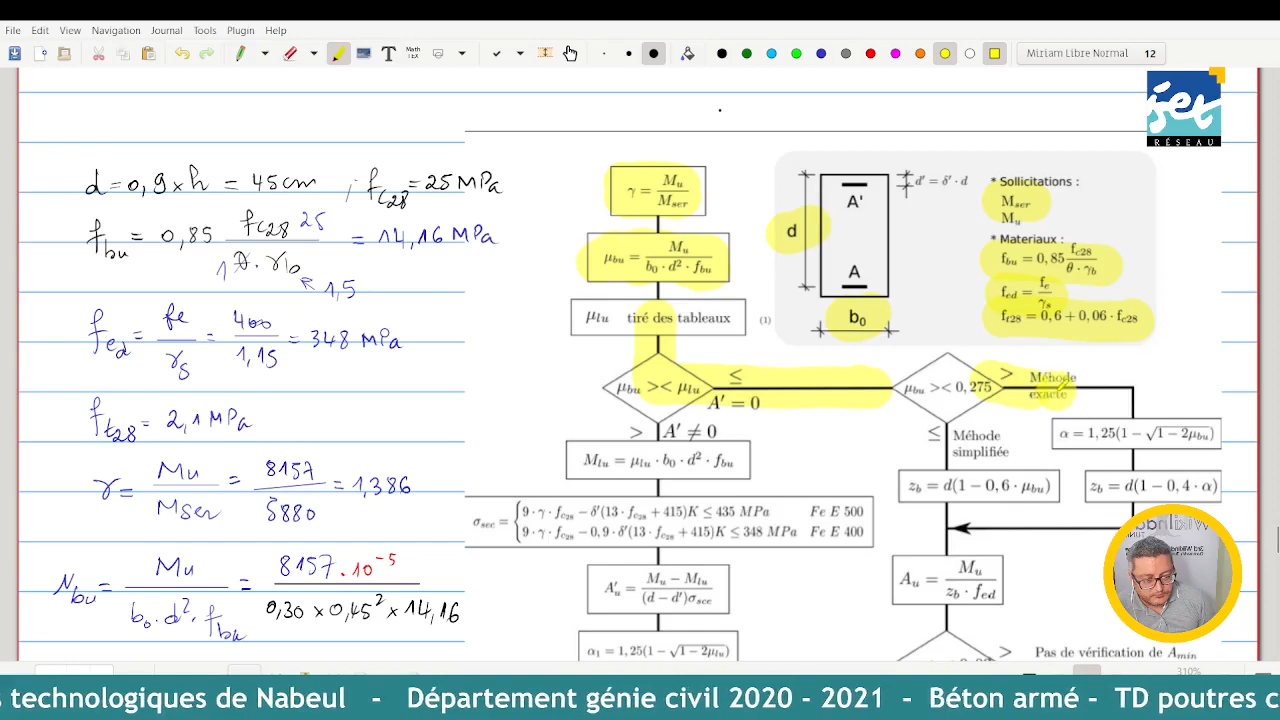 File Edit View Navigation Journal Tools Plugin Help
Miriam Libre Normal 12
d = 0,9 x h = 45cm ; fc28 = 25 MPa
fbu = 0,85 fc28 25 / 1 θ . γb = 14,16 MPa
1,5
fed = fe / γs = 400 / 1,15 = 348 MPa
ft28 = 2,1 MPa
γ = Mu / Mser = 8157 / 5880 = 1,386
μbu = Mu / b0 . d² . fbu = 8157 . 10⁻⁵ / 0,30 x 0,45² x 14,16
γ = Mu / Mser
μbu = Mu / b0 · d² · fbu
μlu tiré des tableaux (1)
μbu >< μlu
≤
A' = 0
> A' ≠ 0
Mlu = μlu · b0 · d² · fbu
σsec = { 9 · γ · fc28 − δ'(13 · fc28 + 415)K ≤ 435 MPa Fe E 500
9 · γ · fc28 − 0,9 · δ'(13 · fc28 + 415)K ≤ 348 MPa Fe E 400
A'u = Mu − Mlu / (d − d')σsce
α1 = 1,25(1 − √1 − 2μlu)
d
A'
A
b0
d' = δ' · d
* Sollicitations :
Mser
Mu
* Materiaux :
fbu = 0,85 fc28 / θ · γb
fed = fe / γs
ft28 = 0,6 + 0,06 · fc28
μbu >< 0,275
> Méhode
exacte
≤ Méhode
simplifiée
α = 1,25(1 − √1 − 2μbu)
zb = d(1 − 0,6 · μbu)
zb = d(1 − 0,4 · α)
Au = Mu / zb · fed
> Pas de vérification de Amin
310%
iset
RÉSEAU
s technologiques de Nabeul - Département génie civil 2020 - 2021 - Béton armé - TD poutres c